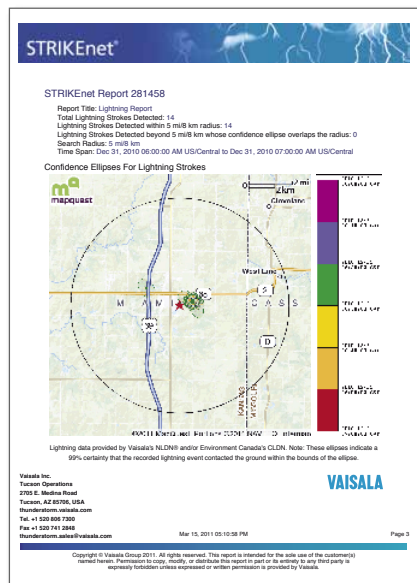 STRIKEnet®
STRIKEnet Report 281458
Report Title: Lightning Report
Total Lightning Strokes Detected: 14
Lightning Strokes Detected within 5 mi/8 km radius: 14
Lightning Strokes Detected beyond 5 mi/8 km whose confidence ellipse overlaps the radius: 0
Search Radius: 5 mi/8 km
Time Span: Dec 31, 2010 06:00:00 AM US/Central to Dec 31, 2010 07:00:00 AM US/Central
Confidence Ellipses For Lightning Strokes
mapquest
2 mi
2km
Cleveland
West Line
2
M I A M I
C A S S
D
KANSAS
MISSOURI
©2011 MapQuest
Lightning data provided by Vaisala's NLDN® and/or Environment Canada's CLDN. Note: These ellipses indicate a
99% certainty that the recorded lightning event contacted the ground within the bounds of the ellipse.
Vaisala Inc.
Tucson Operations
2705 E. Medina Road
Tucson, AZ 85706, USA
thunderstorm.vaisala.com
Tel. +1 520 806 7300
Fax +1 520 741 2848
thunderstorm.sales@vaisala.com
VAISALA
Mar 15, 2011 05:10:58 PM
Page 3
Copyright © Vaisala Group 2011. All rights reserved. This report is intended for the sole use of the customer(s)
named herein. Permission to copy, modify, or distribute this report in part or its entirety to any third party is
expressly forbidden unless expressed or written permission is provided by Vaisala.